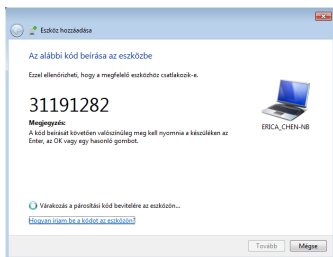 Eszköz hozzáadása
Az alábbi kód beírása az eszközbe
Ezzel ellenőrizheti, hogy a megfelelő eszközhöz csatlakozik-e.
31191282
Megjegyzés:
A kód beírását követően valószínűleg meg kell nyomnia a készüléken az
Enter, az OK vagy egy hasonló gombot.
ERICA_CHEN-NB
Várakozás a párosítási kód bevitelére az eszközön...
Hogyan írjam be a kódot az eszközön?
Tovább
Mégse